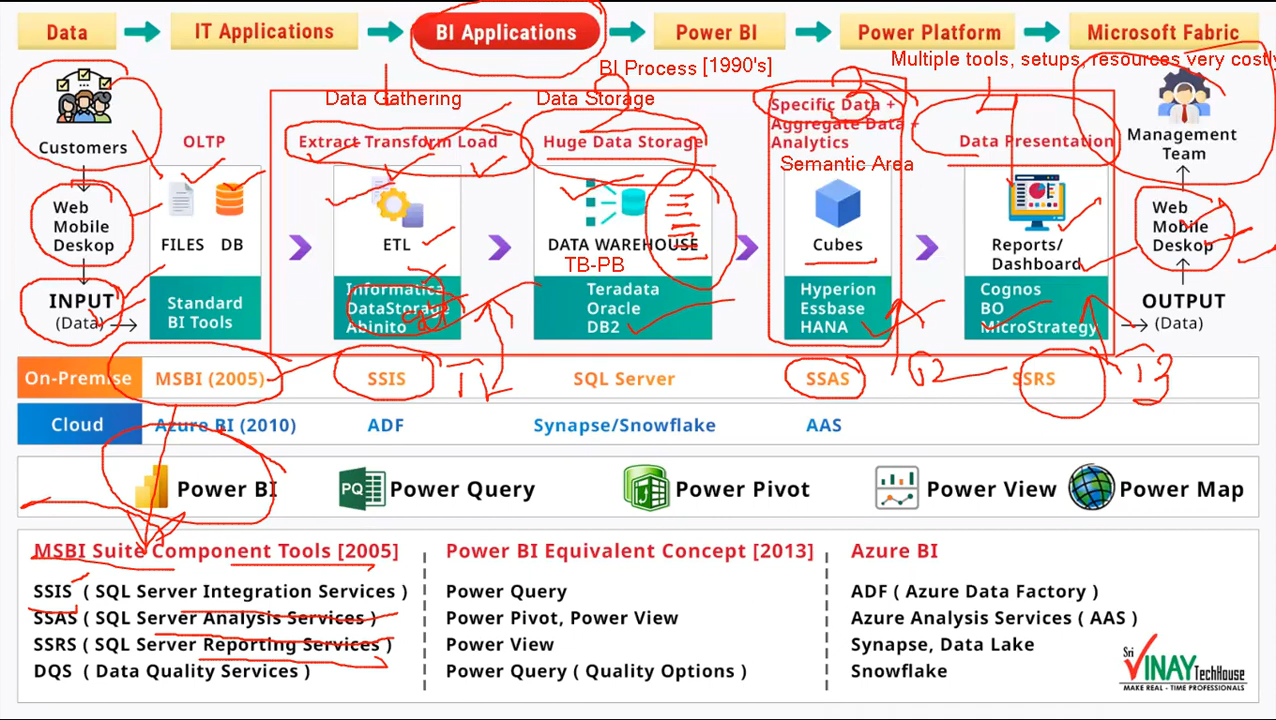 Data
IT Applications
BI Applications
Power BI
Power Platform
Microsoft Fabric
BI Process [1990's]
Multiple tools, setups, resources very costly
Customers
Web
Mobile
Deskop
INPUT
(Data)
OLTP
FILES DB
Standard
BI Tools
Data Gathering
Extract Transform Load
ETL
Informatica
DataStorage
Abinito
Data Storage
Huge Data Storage
DATA WAREHOUSE
TB-PB
Teradata
Oracle
DB2
Specific Data +
Aggregate Data +
Analytics
Semantic Area
Cubes
Hyperion
Essbase
HANA
Data Presentation
Reports/
Dashboard
Cognos
BO
MicroStrategy
Management
Team
Web
Mobile
Deskop
OUTPUT
(Data)
On-Premise MSBI (2005) SSIS SQL Server SSAS SSRS
T2
T3
Cloud Azure BI (2010) ADF Synapse/Snowflake AAS
Power BI PQ Power Query Power Pivot Power View Power Map
MSBI Suite Component Tools [2005]
SSIS ( SQL Server Integration Services )
SSAS ( SQL Server Analysis Services )
SSRS ( SQL Server Reporting Services )
DQS ( Data Quality Services )
Power BI Equivalent Concept [2013]
Power Query
Power Pivot, Power View
Power View
Power Query ( Quality Options )
Azure BI
ADF ( Azure Data Factory )
Azure Analysis Services ( AAS )
Synapse, Data Lake
Snowflake
Sri
VINAY TechHouse
MAKE REAL - TIME PROFESSIONALS